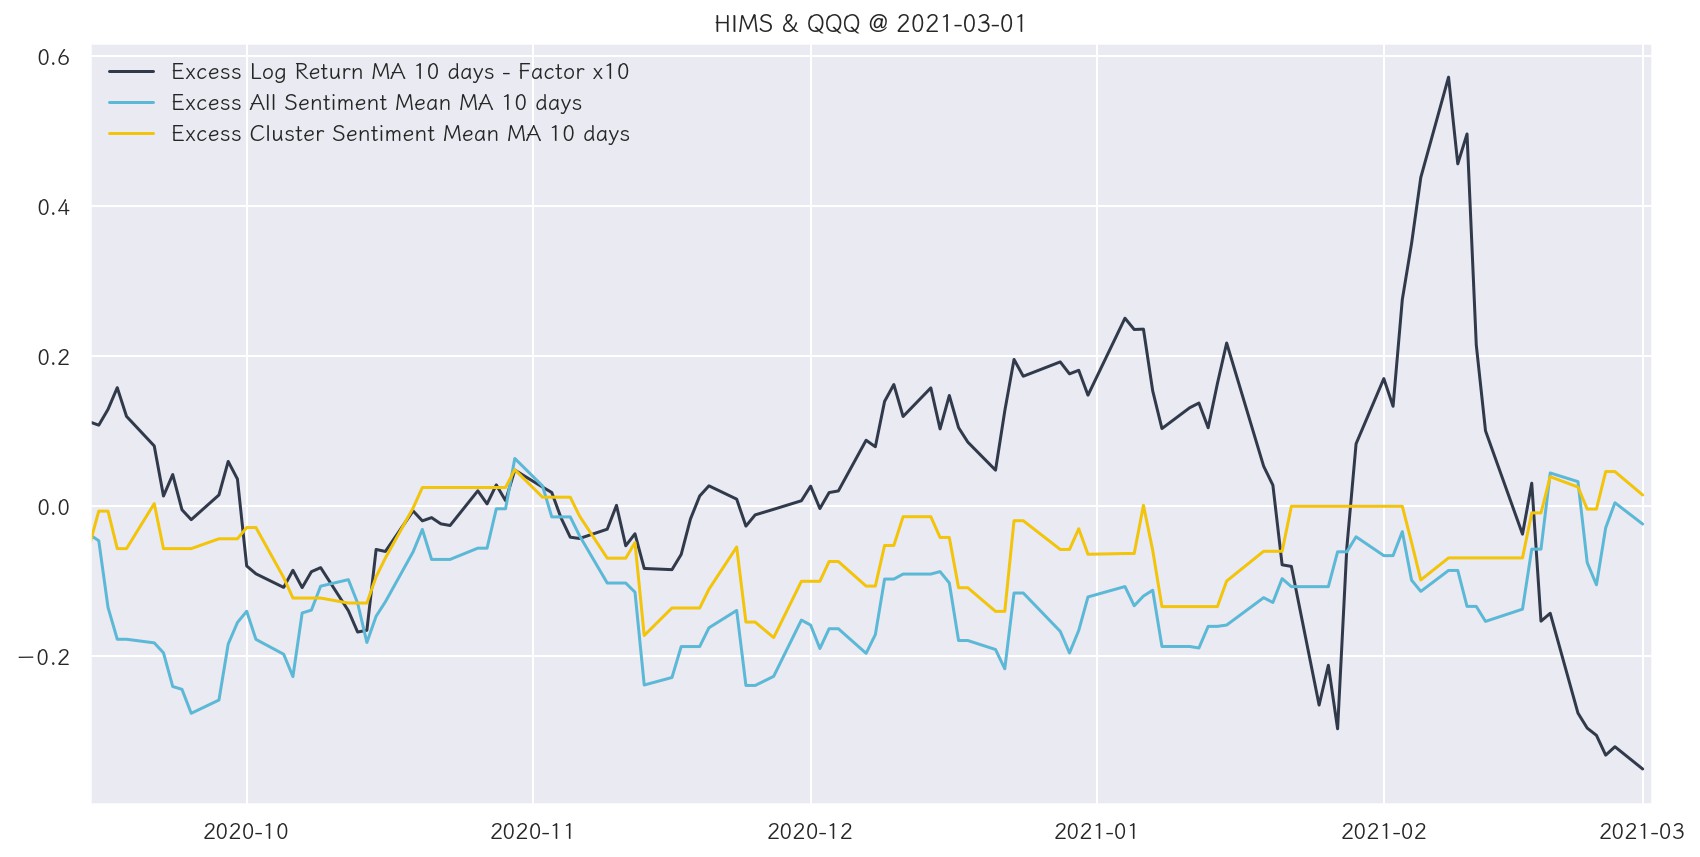 HIMS & QQQ @ 2021-03-01
Excess Log Return MA 10 days - Factor x10
Excess All Sentiment Mean MA 10 days
Excess Cluster Sentiment Mean MA 10 days
0.6
0.4
0.2
0.0
−0.2
2020-10 2020-11 2020-12 2021-01 2021-02 2021-03